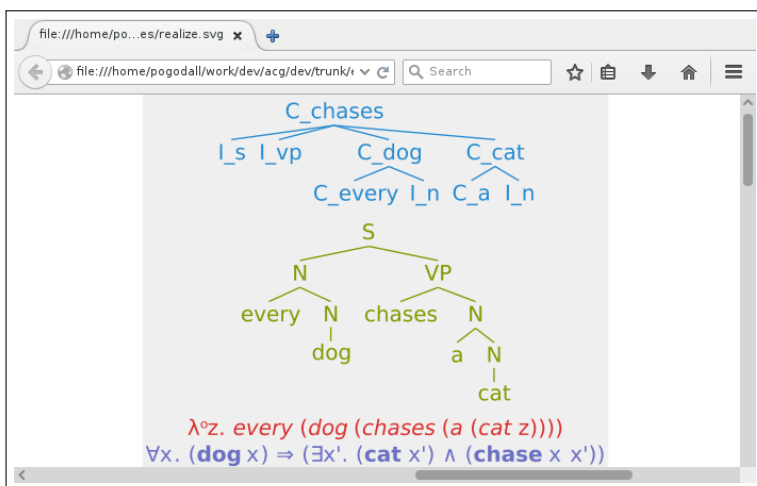 file:///home/po...es/realize.svg
file:///home/pogodall/work/dev/acg/dev/trunk/e Search
C_chases
I_s I_vp C_dog C_cat
C_every I_n C_a I_n
S
N VP
every N chases N
dog a N
cat
λᵒz. every (dog (chases (a (cat z))))
∀x. (dog x) ⇒ (∃x'. (cat x') ∧ (chase x x'))